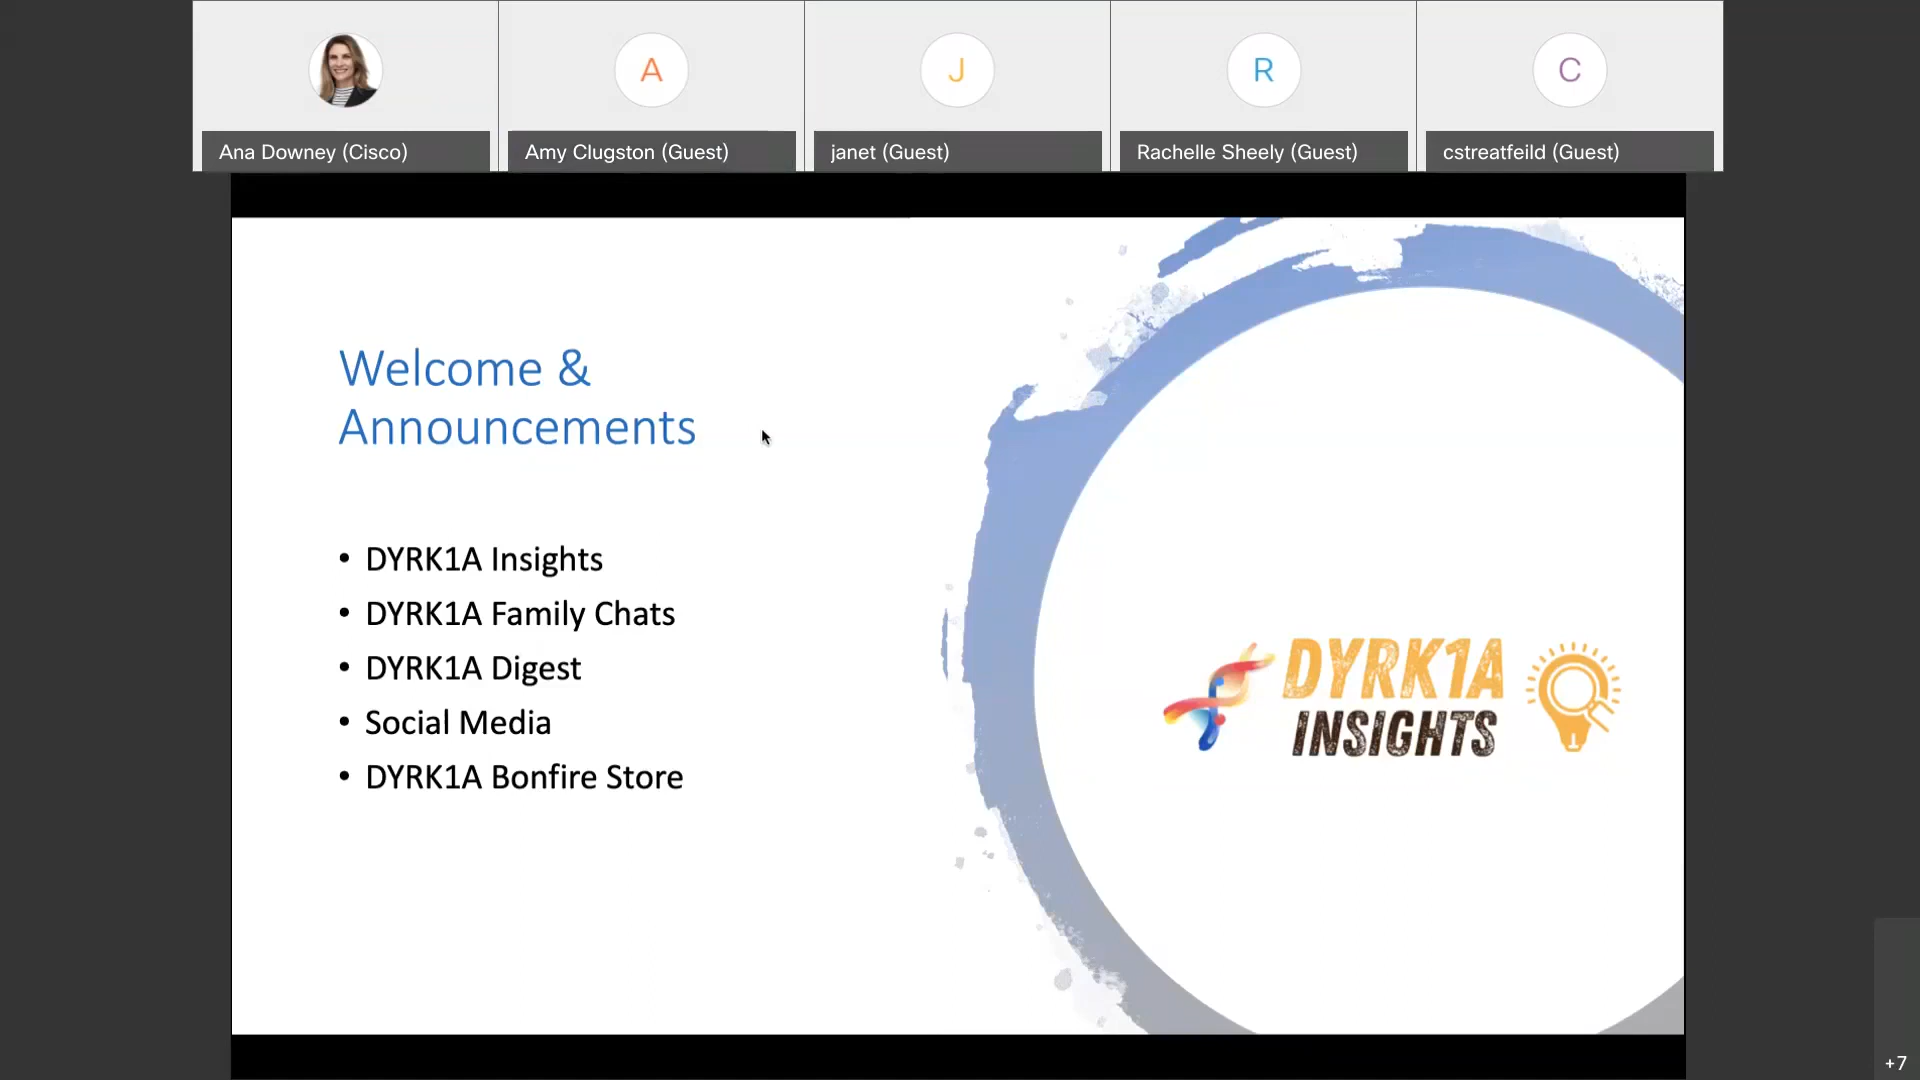 A
J
R
C
Ana Downey (Cisco)
Amy Clugston (Guest)
janet (Guest)
Rachelle Sheely (Guest)
cstreatfeild (Guest)
Welcome &
Announcements
• DYRK1A Insights
• DYRK1A Family Chats
• DYRK1A Digest
• Social Media
• DYRK1A Bonfire Store
DYRK1A
INSIGHTS
+7